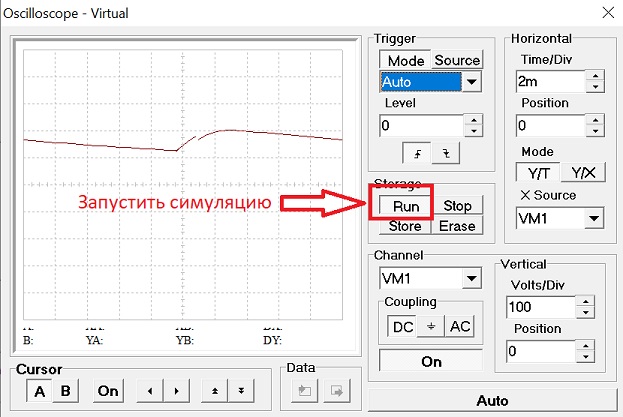 Oscilloscope - Virtual
Trigger
Mode Source
Auto
Level
0
Horizontal
Time/Div
2m
Position
0
Mode
Y/T Y/X
X Source
VM1
Storage
Run Stop
Store Erase
Запустить симуляцию
Channel
VM1
Coupling
DC AC
On
Vertical
Volts/Div
100
Position
0
B: YA: YB: DY:
Cursor
A B On
Data
Auto